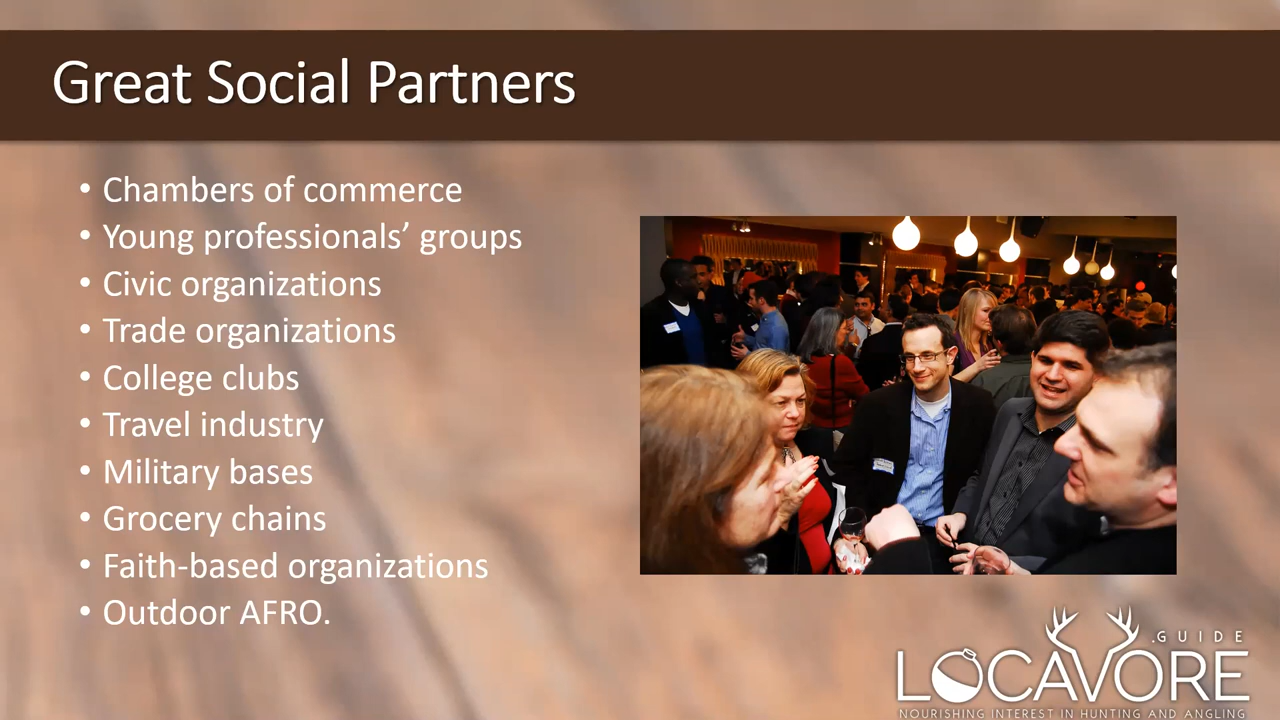 Great Social Partners
• Chambers of commerce
• Young professionals’ groups
• Civic organizations
• Trade organizations
• College clubs
• Travel industry
• Military bases
• Grocery chains
• Faith-based organizations
• Outdoor AFRO.
.GUIDE
LOCAVORE
NOURISHING INTEREST IN HUNTING AND ANGLING